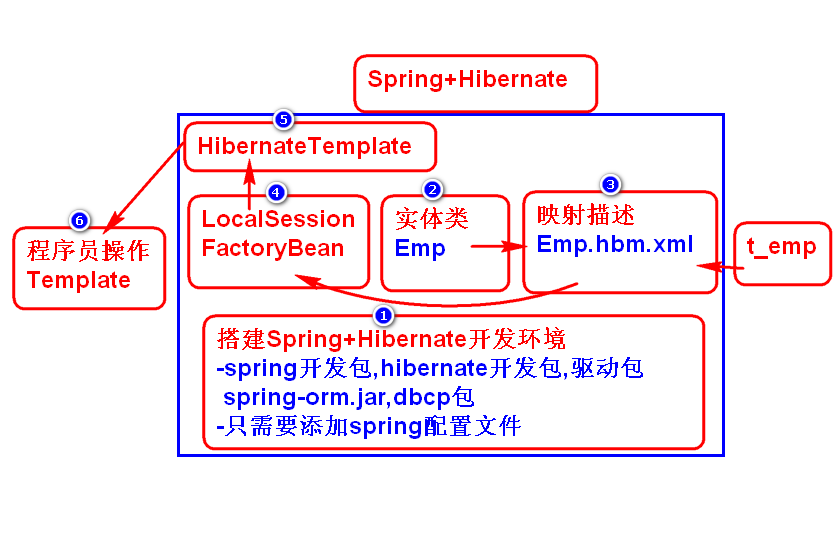 Spring+Hibernate
5
HibernateTemplate
4
LocalSession
FactoryBean
2
实体类
Emp
3
映射描述
Emp.hbm.xml
t_emp
6
程序员操作
Template
1
搭建Spring+Hibernate开发环境
-spring开发包,hibernate开发包,驱动包
spring-orm.jar,dbcp包
-只需要添加spring配置文件